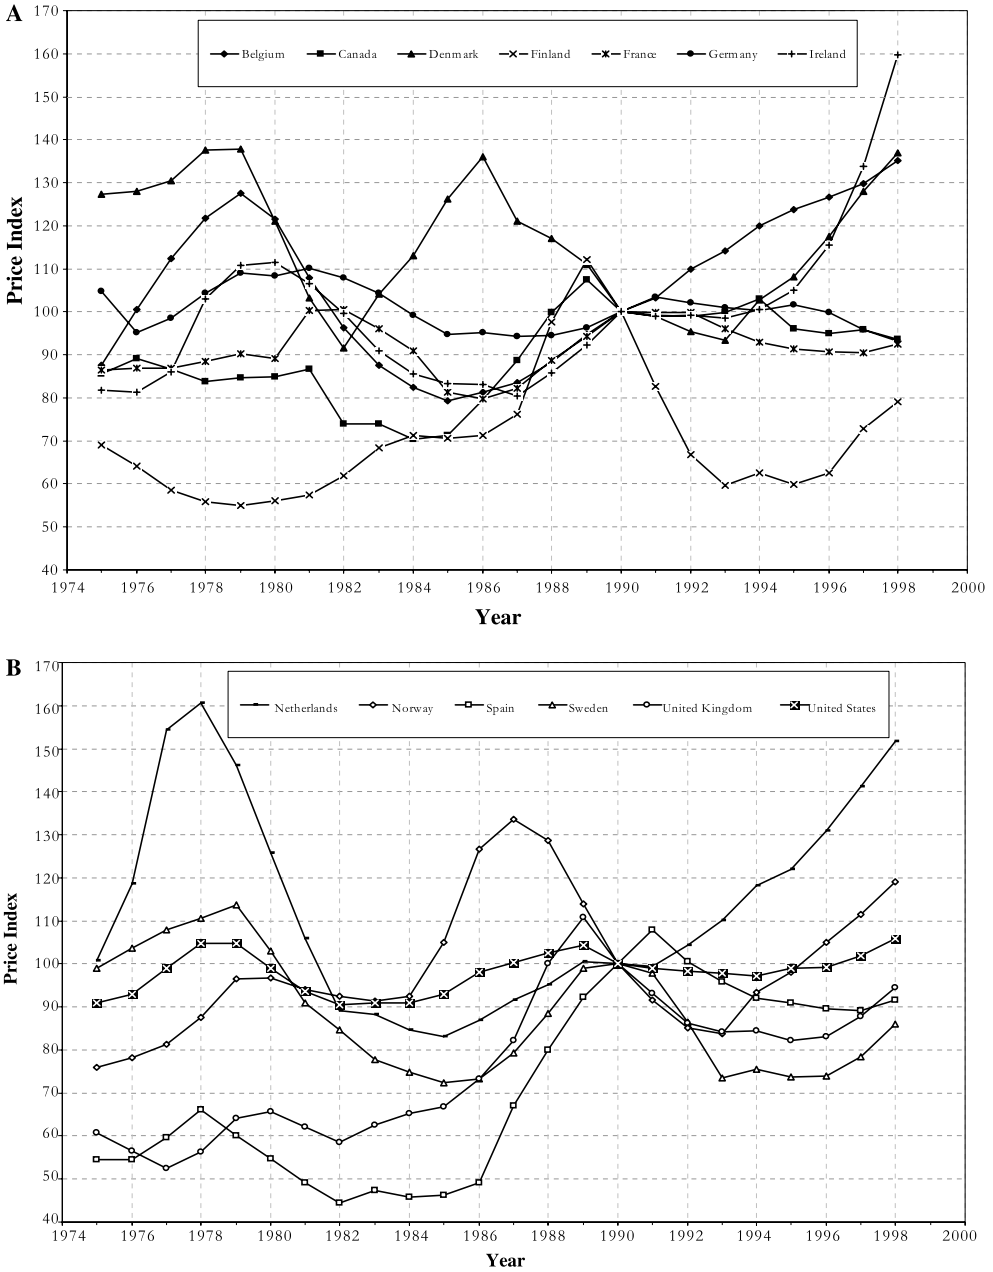 A
170
160
150
140
130
120
110
100
90
80
70
60
50
40
Price Index
Belgium Canada Denmark Finland France Germany Ireland
1974 1976 1978 1980 1982 1984 1986 1988 1990 1992 1994 1996 1998 2000
Year
B
170
160
150
140
130
120
110
100
90
80
70
60
50
40
Price Index
Netherlands Norway Spain Sweden United Kingdom United States
1974 1976 1978 1980 1982 1984 1986 1988 1990 1992 1994 1996 1998 2000
Year